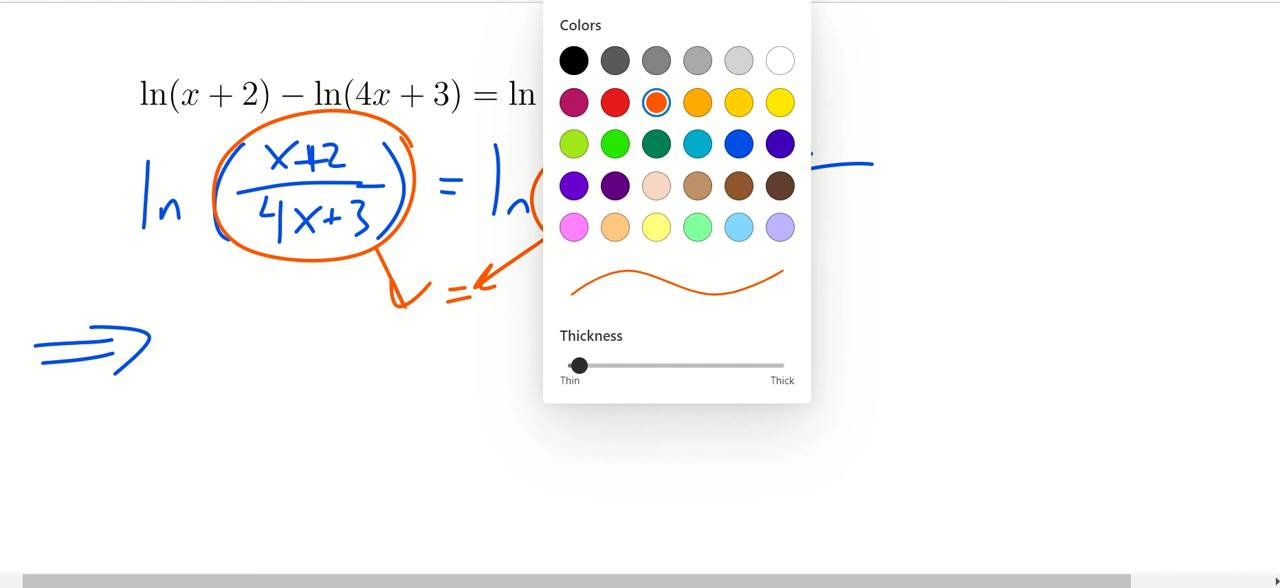 Colors
ln(x + 2) − ln(4x + 3) = ln
ln (x+2 / 4x+3) = ln
=
⟹
Thickness
Thin Thick